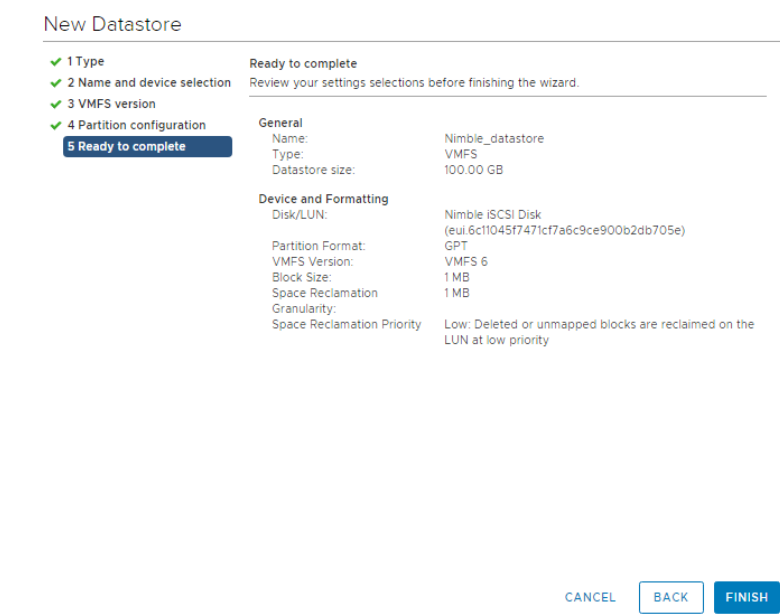 New Datastore
1 Type
2 Name and device selection
3 VMFS version
4 Partition configuration
5 Ready to complete
Ready to complete
Review your settings selections before finishing the wizard.
General
Name: Nimble_datastore
Type: VMFS
Datastore size: 100.00 GB
Device and Formatting
Disk/LUN: Nimble iSCSI Disk
(eui.6c11045f7471cf7a6c9ce900b2db705e)
Partition Format: GPT
VMFS Version: VMFS 6
Block Size: 1 MB
Space Reclamation 1 MB
Granularity:
Space Reclamation Priority Low: Deleted or unmapped blocks are reclaimed on the
LUN at low priority
CANCEL BACK FINISH